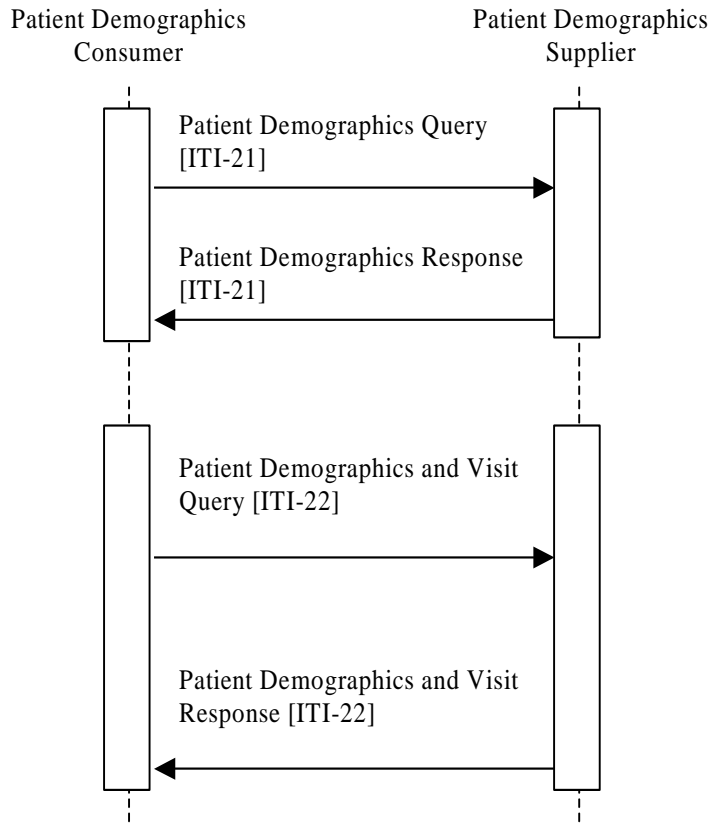 Patient Demographics
Consumer
Patient Demographics
Supplier
Patient Demographics Query
[ITI-21]
Patient Demographics Response
[ITI-21]
Patient Demographics and Visit
Query [ITI-22]
Patient Demographics and Visit
Response [ITI-22]